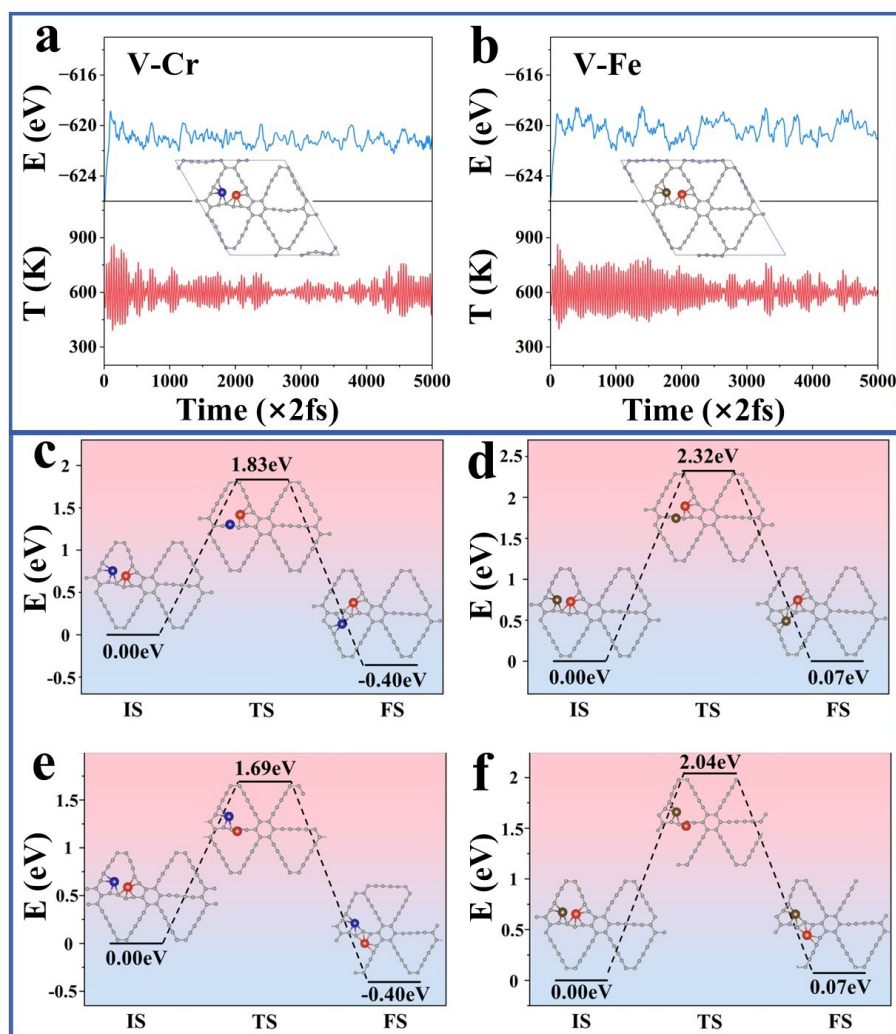 a
V-Cr
E (eV)
−616
−620
−624
T (K)
900
600
300
0 1000 2000 3000 4000 5000
Time (×2fs)
b
V-Fe
E (eV)
−616
−620
−624
T (K)
900
600
300
0 1000 2000 3000 4000 5000
Time (×2fs)
c
E (eV)
2
1.5
1
0.5
0
-0.5
1.83eV
0.00eV
-0.40eV
IS TS FS
d
E (eV)
2.5
2
1.5
1
0.5
0
2.32eV
0.00eV
0.07eV
IS TS FS
e
E (eV)
1.5
1
0.5
0
-0.5
1.69eV
0.00eV
-0.40eV
IS TS FS
f
E (eV)
2
1.5
1
0.5
0
2.04eV
0.00eV
0.07eV
IS TS FS